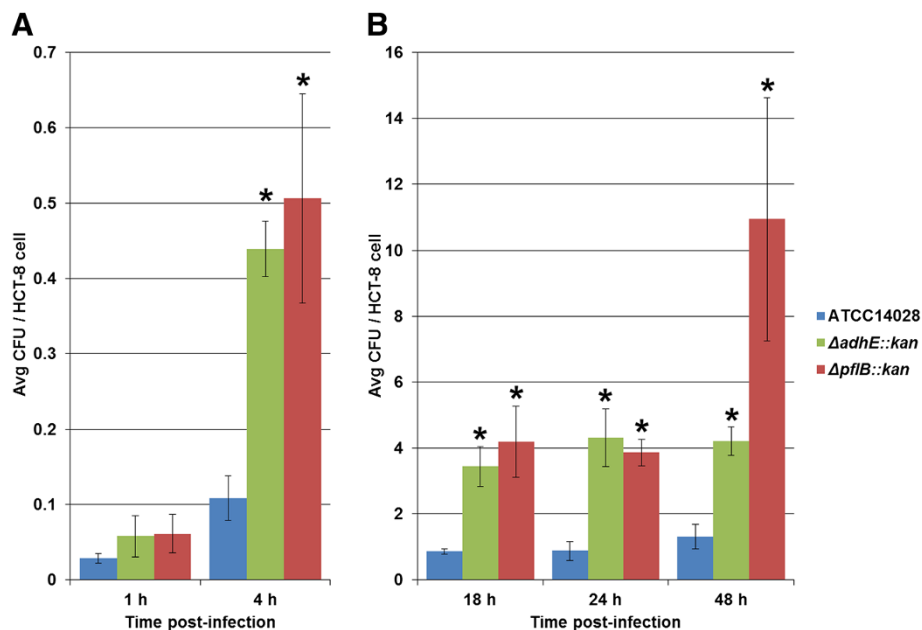 A
B
Avg CFU / HCT-8 cell
0.7
0.6
0.5
0.4
0.3
0.2
0.1
0
* *
1 h 4 h
Time post-infection
Avg CFU / HCT-8 cell
16
14
12
10
8
6
4
2
0
* * * * * *
18 h 24 h 48 h
Time post-infection
ATCC14028
ΔadhE::kan
ΔpflB::kan